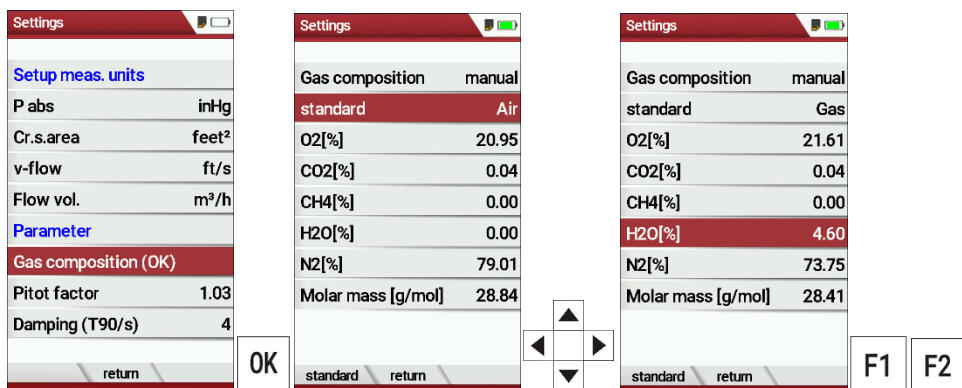 Settings
Setup meas. units
P abs inHg
Cr.s.area feet²
v-flow ft/s
Flow vol. m³/h
Parameter
Gas composition (OK)
Pitot factor 1.03
Damping (T90/s) 4
return
OK
Settings
Gas composition manual
standard Air
O2[%] 20.95
CO2[%] 0.04
CH4[%] 0.00
H2O[%] 0.00
N2[%] 79.01
Molar mass [g/mol] 28.84
standard return
Settings
Gas composition manual
standard Gas
O2[%] 21.61
CO2[%] 0.04
CH4[%] 0.00
H2O[%] 4.60
N2[%] 73.75
Molar mass [g/mol] 28.41
standard return
F1 F2